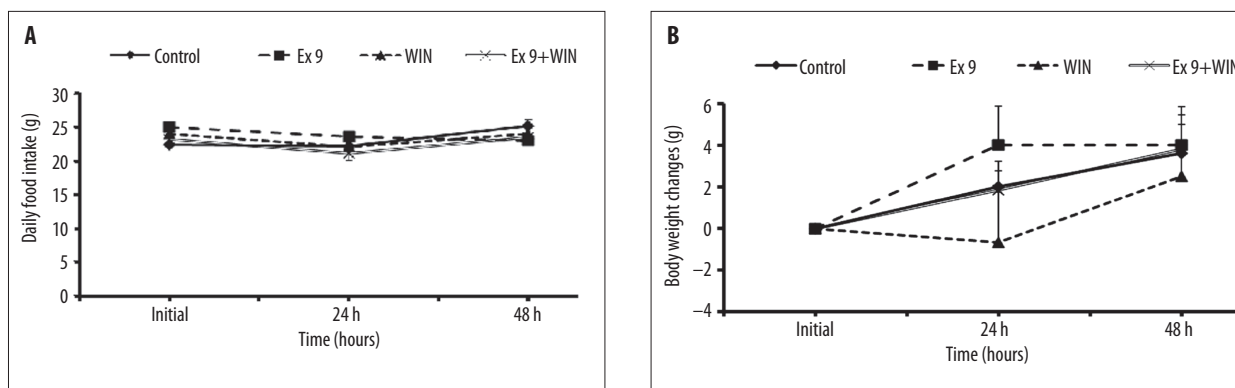 A
Control Ex 9 WIN Ex 9+WIN
Daily food intake (g)
30
25
20
15
10
5
0
Initial 24 h 48 h
Time (hours)
B
Control Ex 9 WIN Ex 9+WIN
Body weight changes (g)
6
4
2
0
–2
–4
Initial 24 h 48 h
Time (hours)